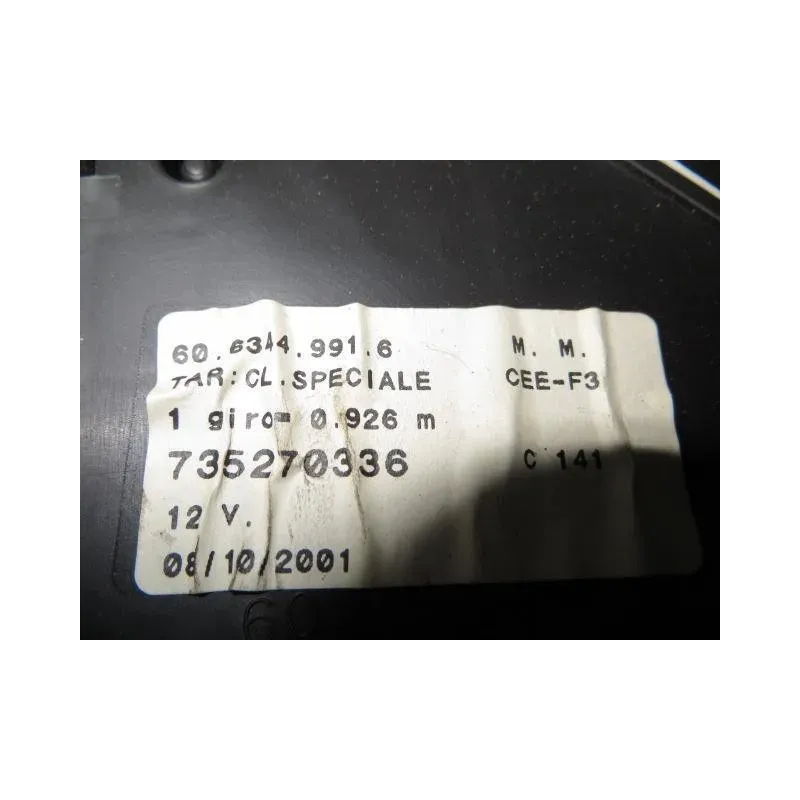 60.6344.991.6 M. M.
TAR: CL. SPECIALE CEE-F3
1 giro= 0.926 m
735270336 C 141
12 V.
08/10/2001